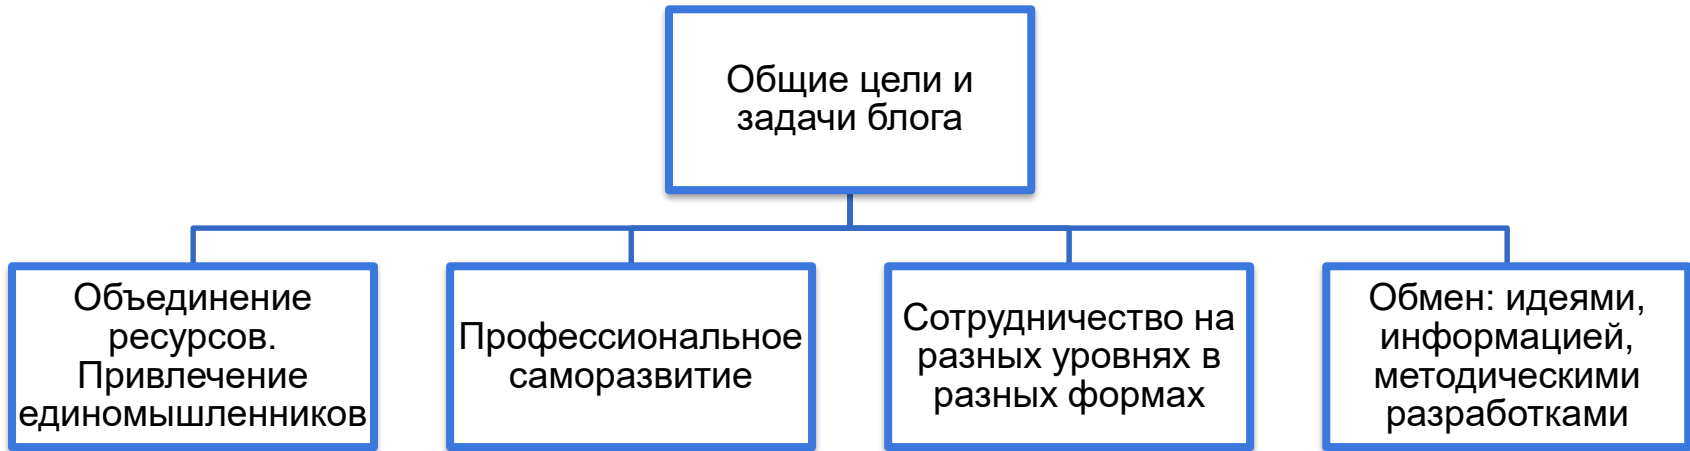 Общие цели и
задачи блога
Объединение
ресурсов.
Привлечение
единомышленников
Профессиональное
саморазвитие
Сотрудничество на
разных уровнях в
разных формах
Обмен: идеями,
информацией,
методическими
разработками